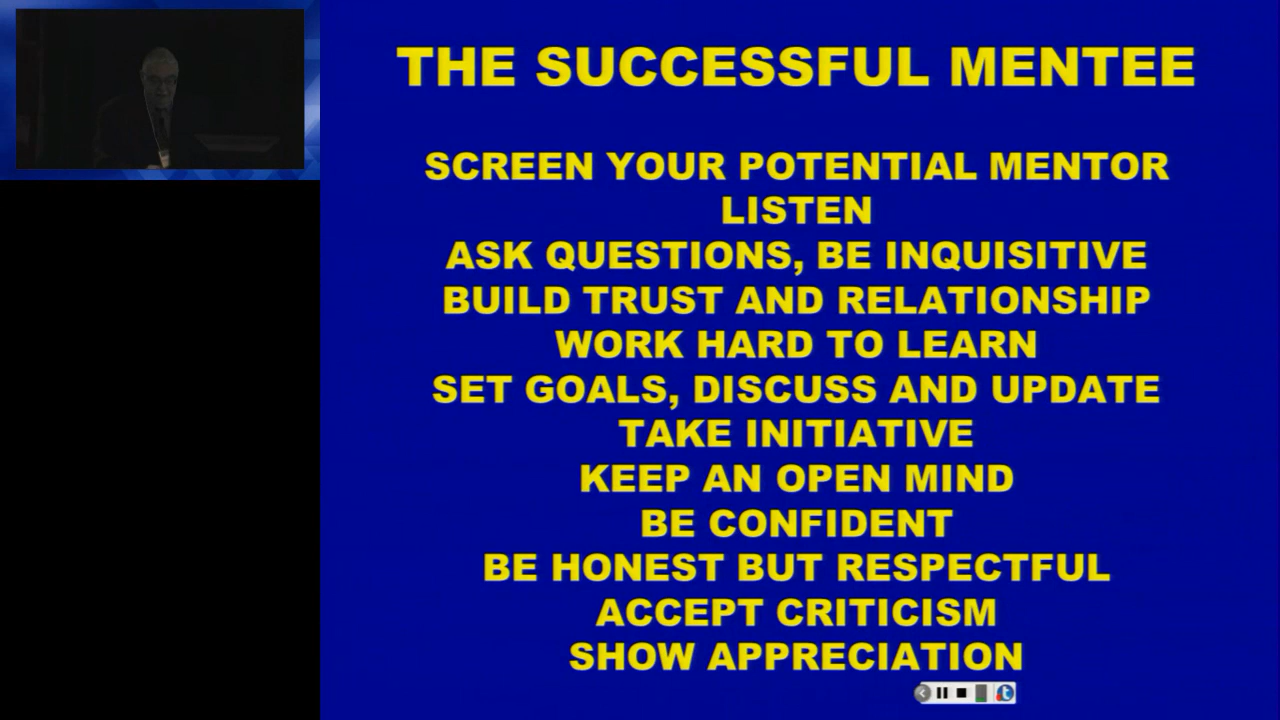 THE SUCCESSFUL MENTEE
SCREEN YOUR POTENTIAL MENTOR
LISTEN
ASK QUESTIONS, BE INQUISITIVE
BUILD TRUST AND RELATIONSHIP
WORK HARD TO LEARN
SET GOALS, DISCUSS AND UPDATE
TAKE INITIATIVE
KEEP AN OPEN MIND
BE CONFIDENT
BE HONEST BUT RESPECTFUL
ACCEPT CRITICISM
SHOW APPRECIATION